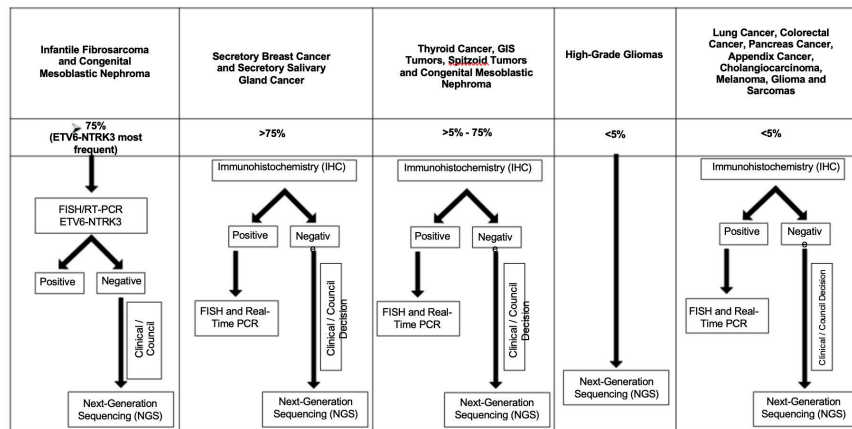 Infantile Fibrosarcoma
and Congenital
Mesoblastic Nephroma
Secretory Breast Cancer
and Secretory Salivary
Gland Cancer
Thyroid Cancer, GIS
Tumors, Spitzoid Tumors
and Congenital Mesoblastic
Nephroma
High-Grade Gliomas
Lung Cancer, Colorectal
Cancer, Pancreas Cancer,
Appendix Cancer,
Cholangiocarcinoma,
Melanoma, Glioma and
Sarcomas
75%
(ETV6-NTRK3 most
frequent)
>75%
>5% - 75%
<5%
<5%
FISH/RT-PCR
ETV6-NTRK3
Positive
Negative
Clinical /
Council
Next-Generation
Sequencing (NGS)
Immunohistochemistry (IHC)
Positive
Negativ
e
FISH and Real-
Time PCR
Clinical / Council
Decision
Next-Generation
Sequencing (NGS)
Immunohistochemistry (IHC)
Positive
Negativ
e
FISH and Real-
Time PCR
Clinical / Council
Decision
Next-Generation
Sequencing (NGS)
Next-Generation
Sequencing (NGS)
Immunohistochemistry (IHC)
Positive
Negativ
e
FISH and Real-
Time PCR
Clinical / Council Decision
Next-Generation
Sequencing (NGS)